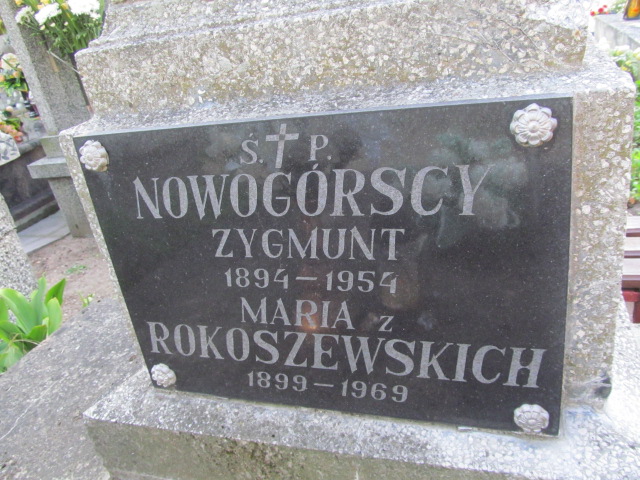 Ś. † P.
NOWOGÓRSCY
ZYGMUNT
1894-1954
MARIA z
ROKOSZEWSKICH
1899-1969